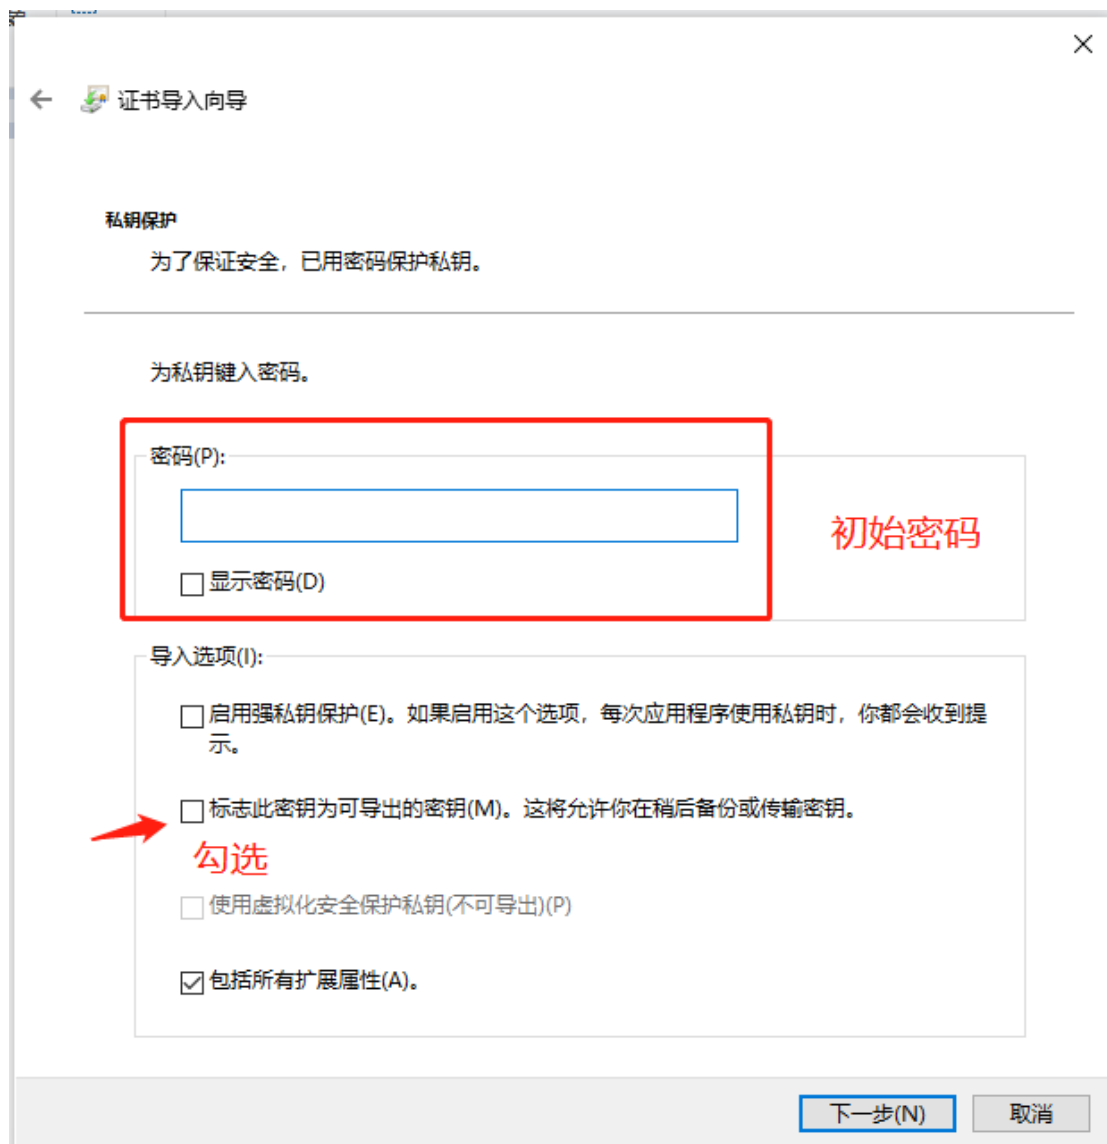 证书导入向导
私钥保护
为了保证安全，已用密码保护私钥。
为私钥键入密码。
密码(P):
初始密码
显示密码(D)
导入选项(I):
启用强私钥保护(E)。如果启用这个选项，每次应用程序使用私钥时，你都会收到提
示。
标志此密钥为可导出的密钥(M)。这将允许你在稍后备份或传输密钥。
勾选
使用虚拟化安全保护私钥(不可导出)(P)
包括所有扩展属性(A)。
下一步(N)
取消